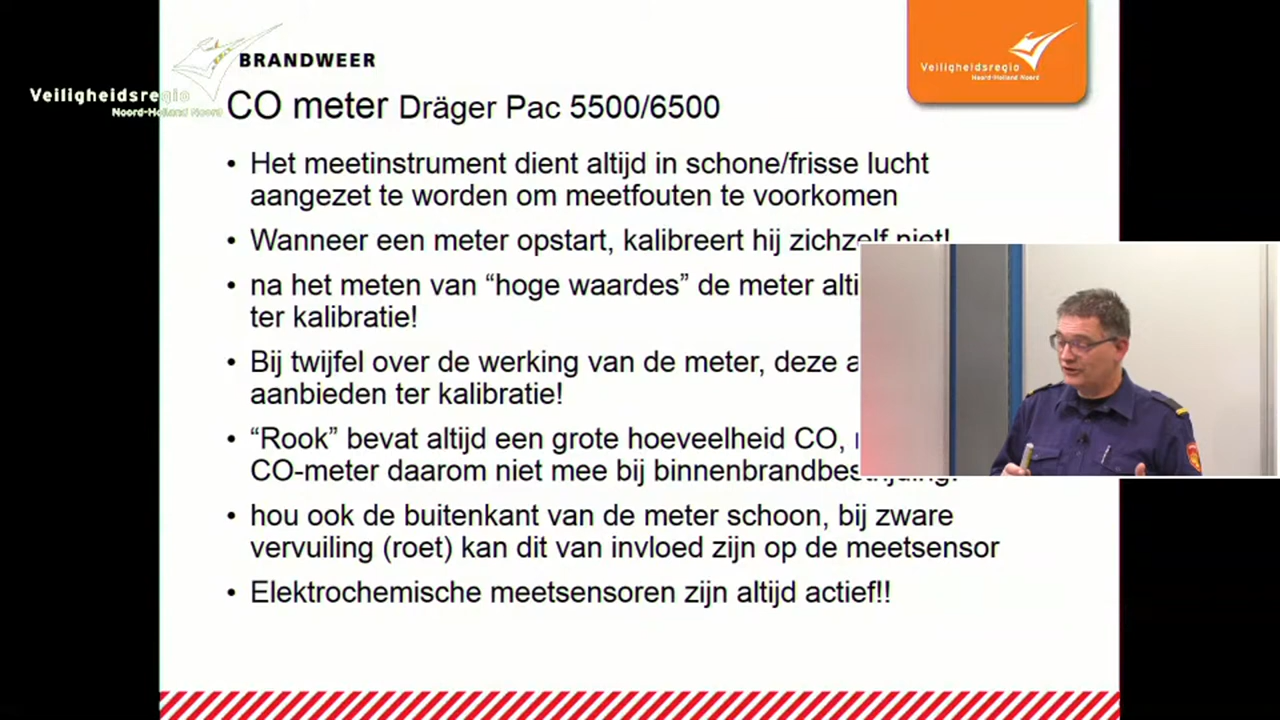 BRANDWEER
Veiligheidsregio
Noord-Holland Noord
Veiligheidsregio
Noord-Holland Noord
CO meter Dräger Pac 5500/6500
• Het meetinstrument dient altijd in schone/frisse lucht
aangezet te worden om meetfouten te voorkomen
• Wanneer een meter opstart, kalibreert hij zichzelf niet!
• na het meten van “hoge waardes” de meter alti
ter kalibratie!
• Bij twijfel over de werking van de meter, deze a
aanbieden ter kalibratie!
• “Rook” bevat altijd een grote hoeveelheid CO,
CO-meter daarom niet mee bij binnenbrandbestrijding!
• hou ook de buitenkant van de meter schoon, bij zware
vervuiling (roet) kan dit van invloed zijn op de meetsensor
• Elektrochemische meetsensoren zijn altijd actief!!